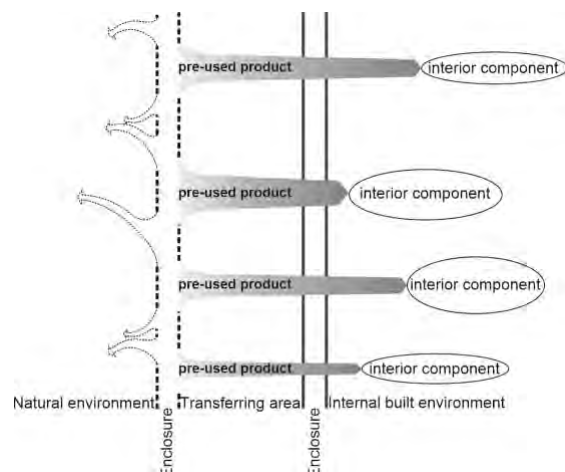 pre-used product interior component
pre-used product interior component
pre-used product interior component
pre-used product interior component
Natural environment Transferring area Internal built environment
Enclosure Enclosure